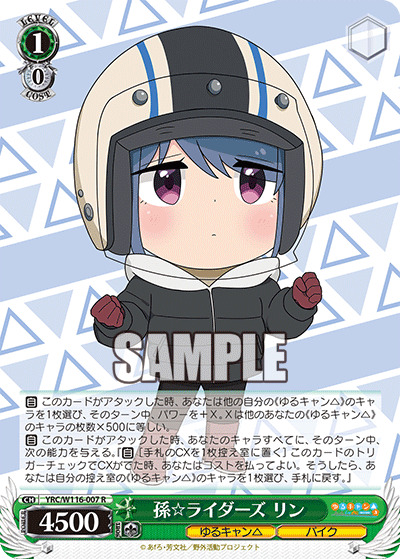 LEVEL
1
0
COST
SAMPLE
自 このカードがアタックした時、あなたは他の自分の《ゆるキャン△》のキャ
ラを1枚選び、そのターン中、パワーを+X。Xは他のあなたの《ゆるキャン△》
のキャラの枚数×500に等しい。
自 このカードがアタックした時、あなたのキャラすべてに、そのターン中、
次の能力を与える。『自 [手札のCXを1枚控え室に置く] このカードのトリ
ガーチェックでCXがでた時、あなたはコストを払ってよい。そうしたら、あ
なたは自分の控え室の《ゆるキャン△》のキャラを1枚選び、手札に戻す。』
CH YRC/W116-007 R
4500
孫☆ライダーズ リン
ゆるキャン△
ゆるキャン△ バイク
© あfろ・芳文社/野外活動プロジェクト